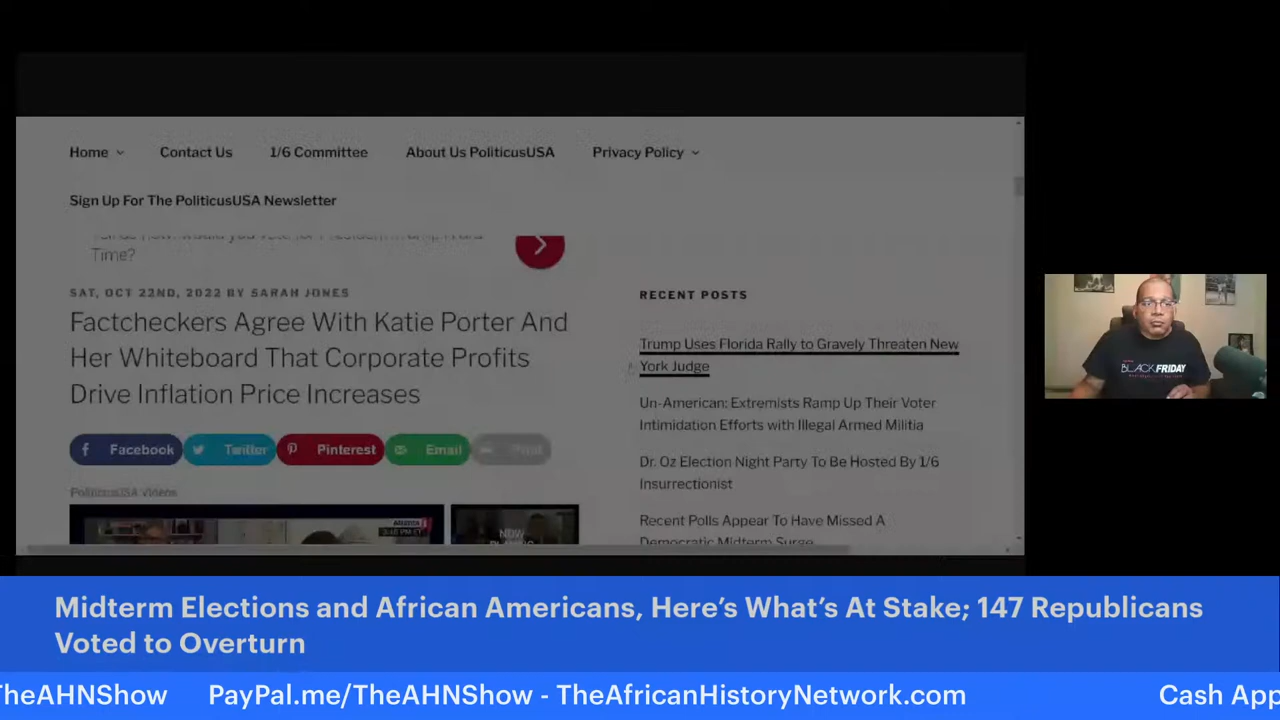 Home
Contact Us
1/6 Committee
About Us PoliticusUSA
Privacy Policy
Sign Up For The PoliticusUSA Newsletter
Time?
SAT, OCT 22ND, 2022 BY SARAH JONES
Factcheckers Agree With Katie Porter And
Her Whiteboard That Corporate Profits
Drive Inflation Price Increases
Facebook
Twitter
Pinterest
Email
PoliticusUSA Videos
NOW
RECENT POSTS
Trump Uses Florida Rally to Gravely Threaten New
York Judge
Un-American: Extremists Ramp Up Their Voter
Intimidation Efforts with Illegal Armed Militia
Dr. Oz Election Night Party To Be Hosted By 1/6
Insurrectionist
Recent Polls Appear To Have Missed A
Democratic Midterm Surge
BLACK FRIDAY
Midterm Elections and African Americans, Here's What's At Stake; 147 Republicans
Voted to Overturn
TheAHNShow PayPal.me/TheAHNShow - TheAfricanHistoryNetwork.com Cash App